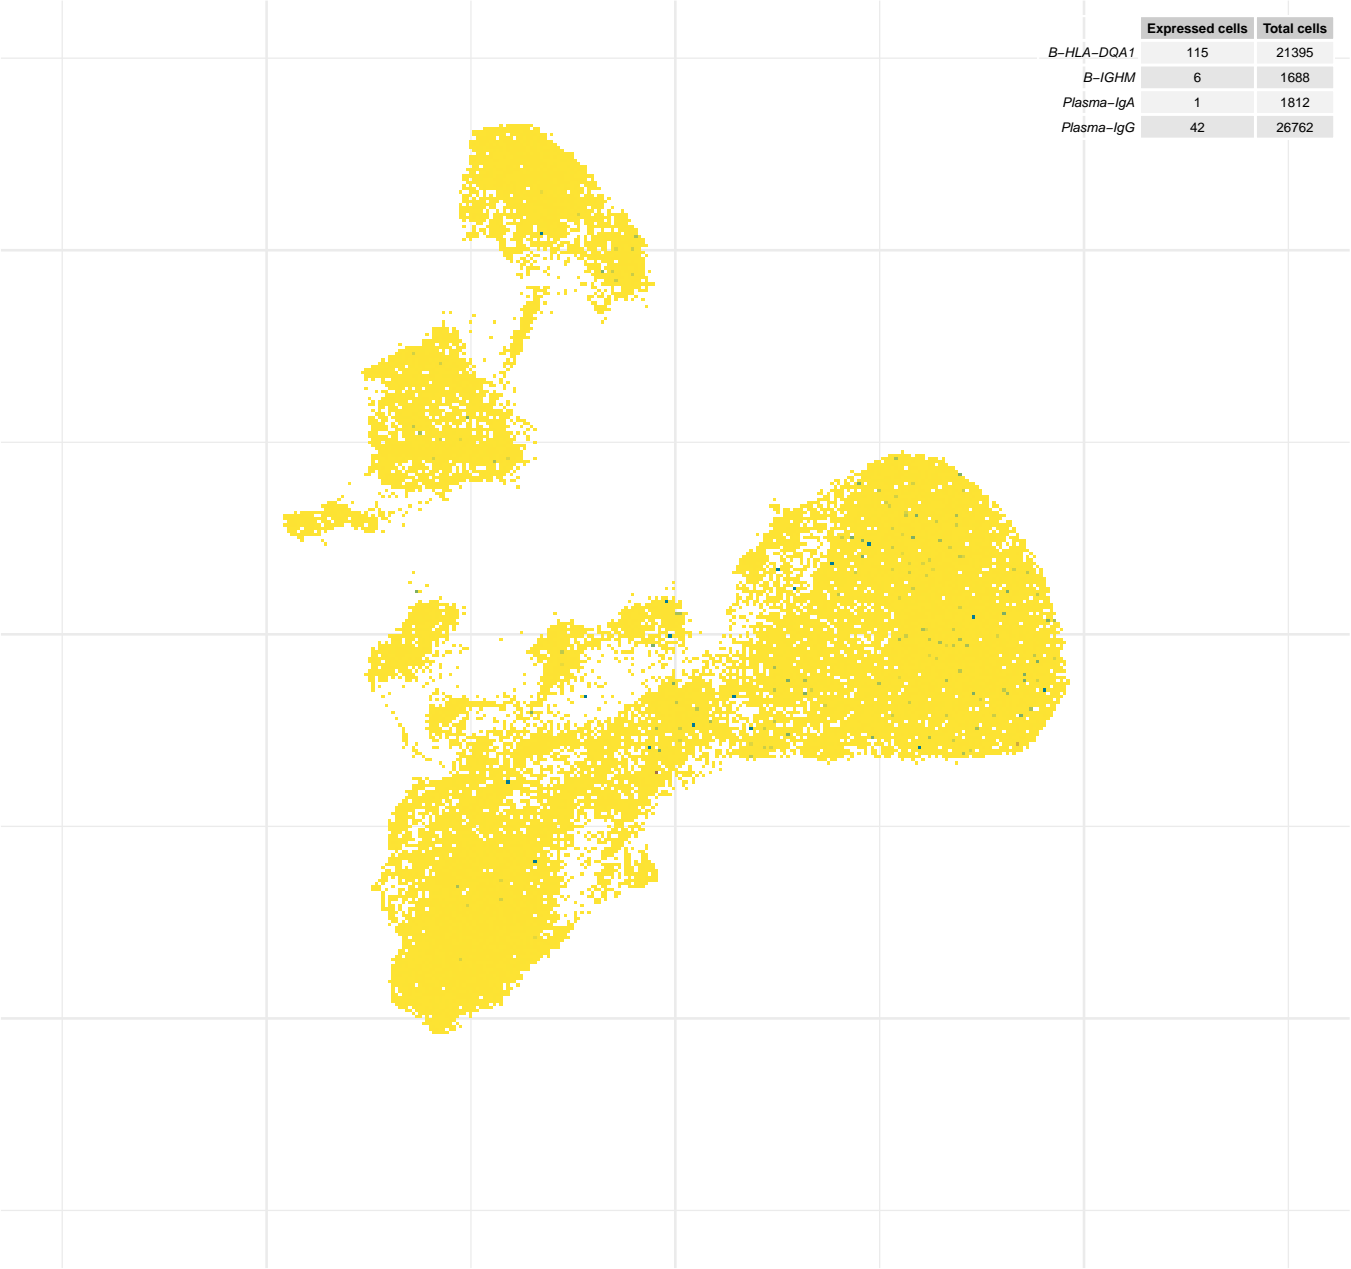 Expressed cells Total cells
B−HLA−DQA1 115 21395
B−IGHM 6 1688
Plasma−IgA 1 1812
Plasma−IgG 42 26762